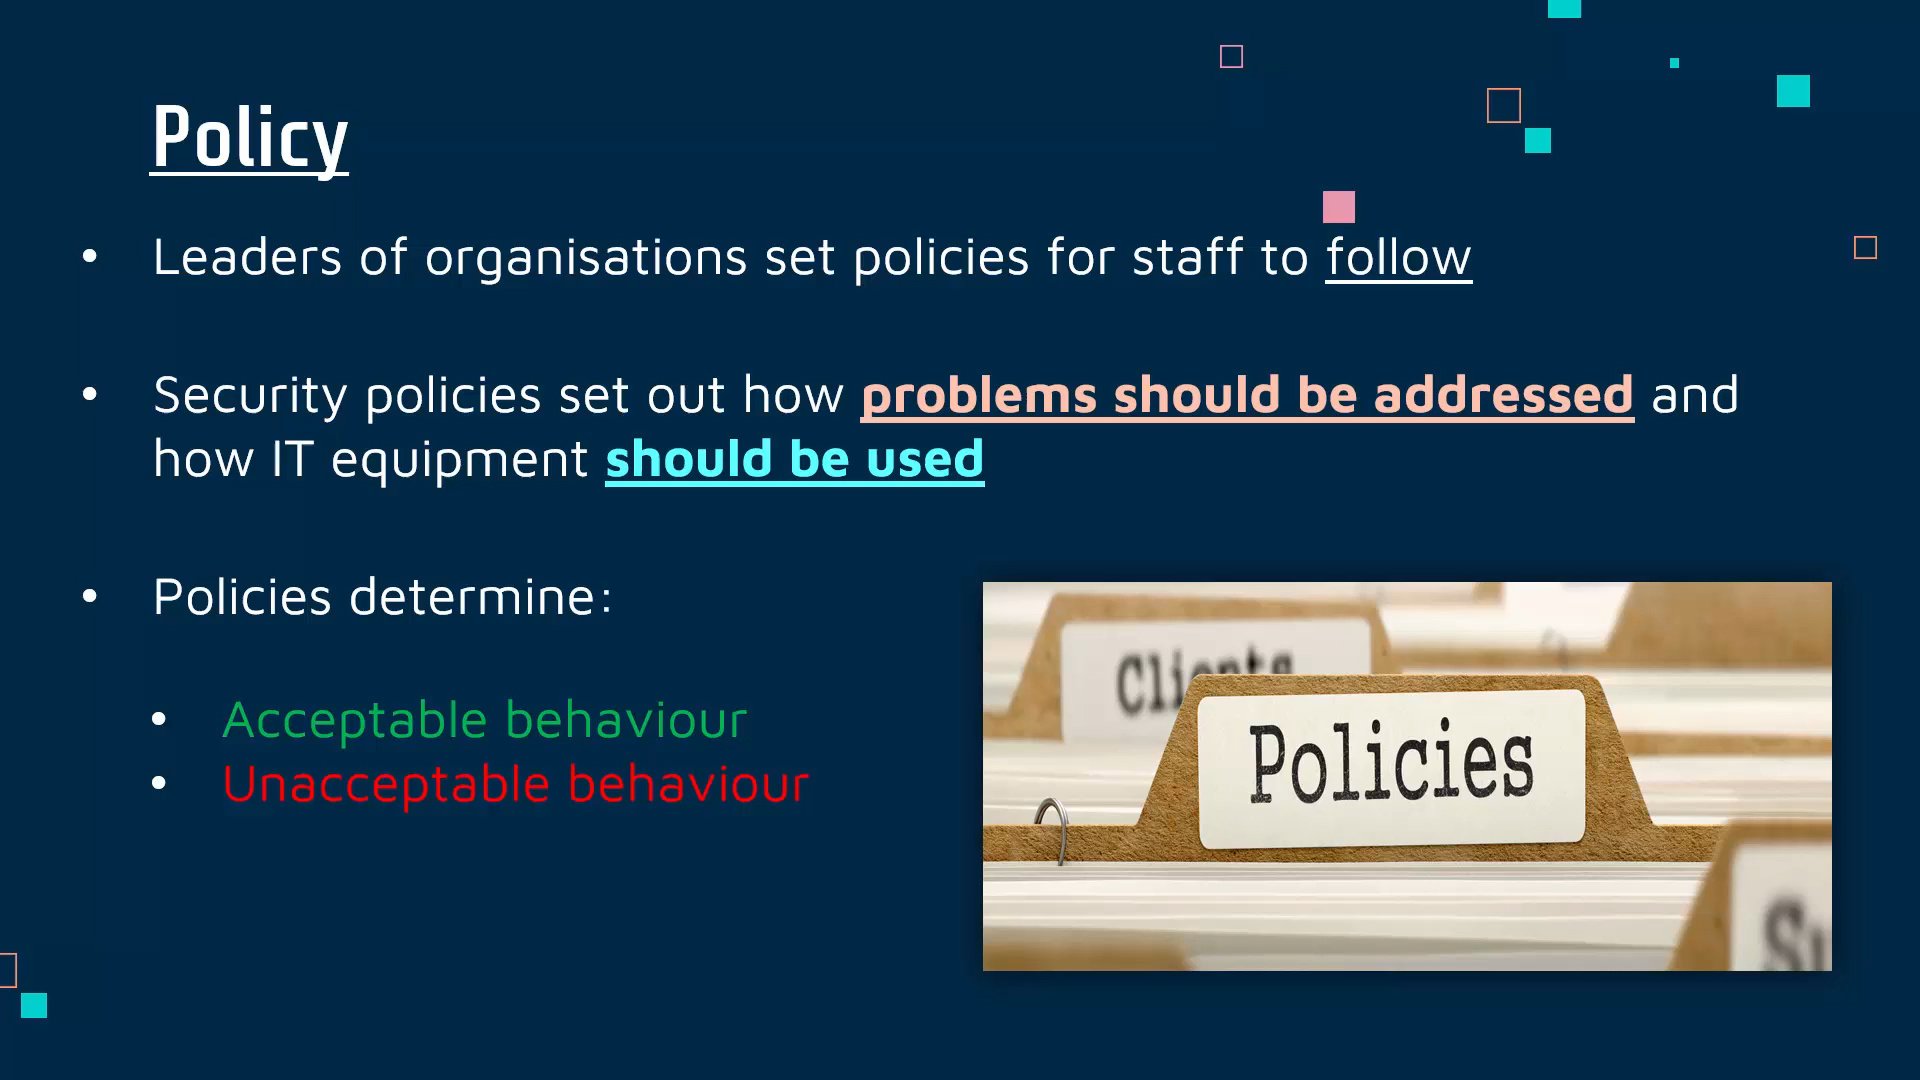 Policy
• Leaders of organisations set policies for staff to follow
• Security policies set out how problems should be addressed and
how IT equipment should be used
• Policies determine:
• Acceptable behaviour
• Unacceptable behaviour
Clients
Policies